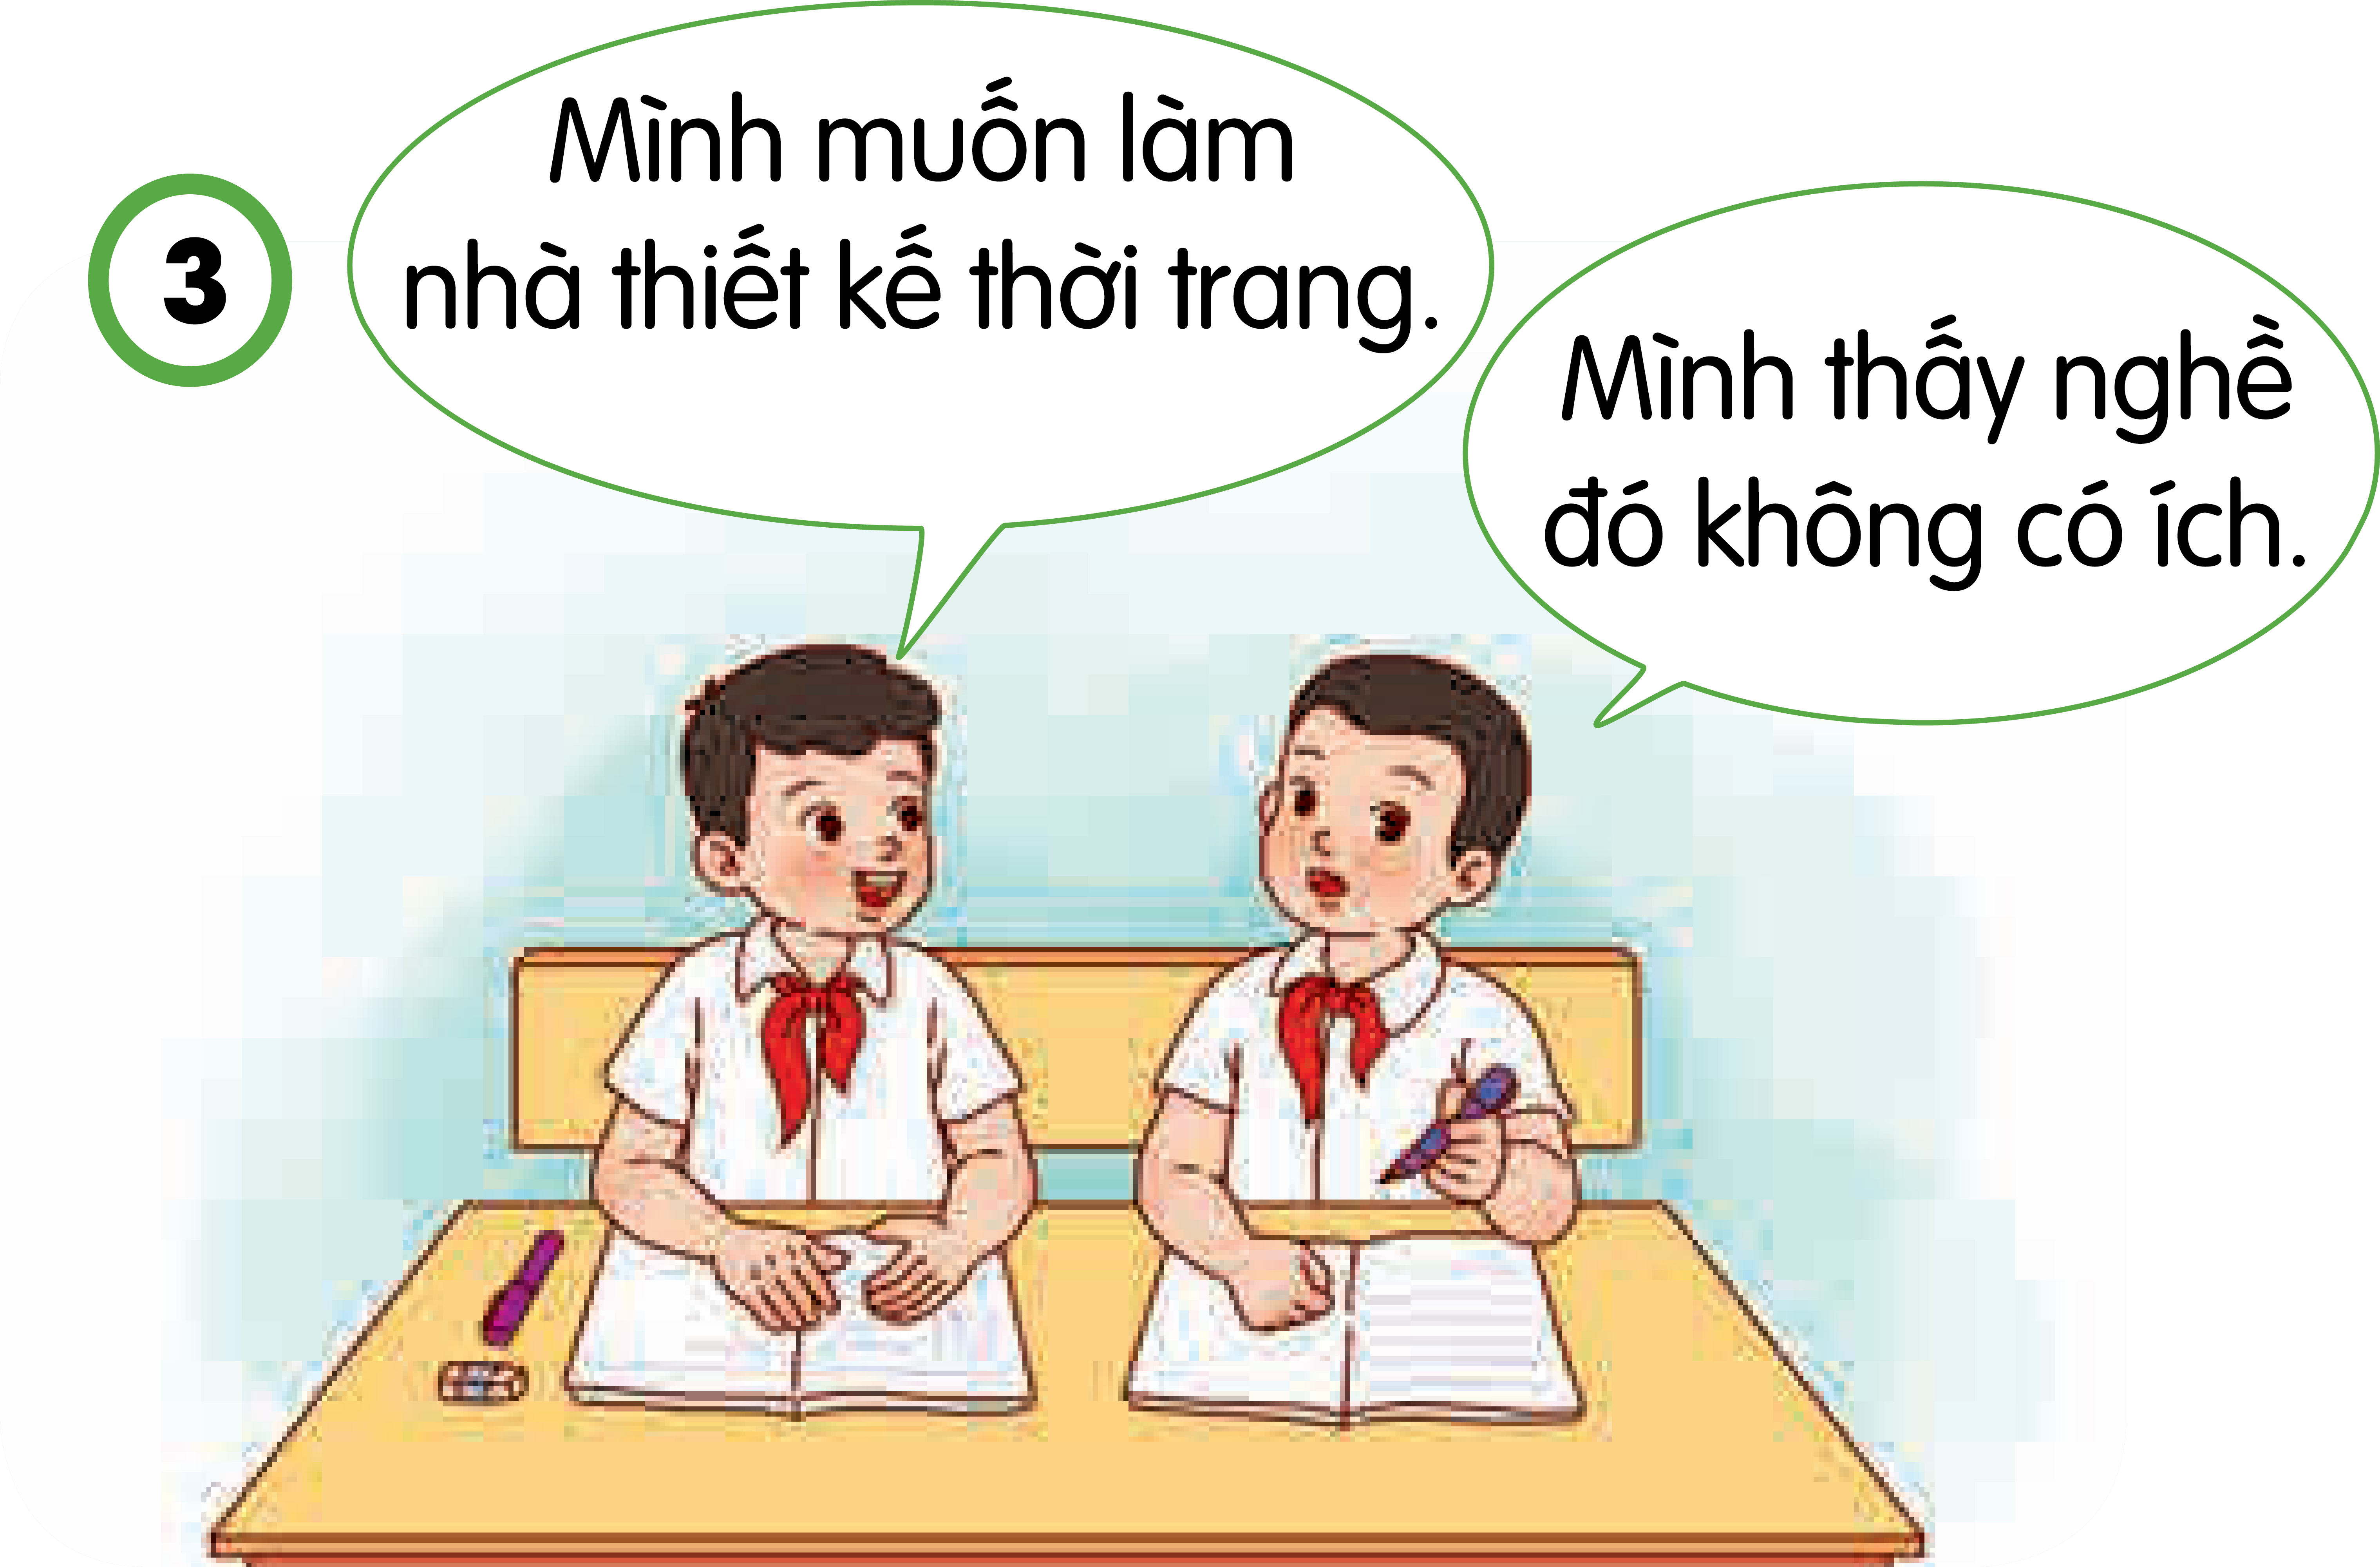 3
Mình muốn làm
nhà thiết kế thời trang.
Mình thấy nghề
đó không có ích.